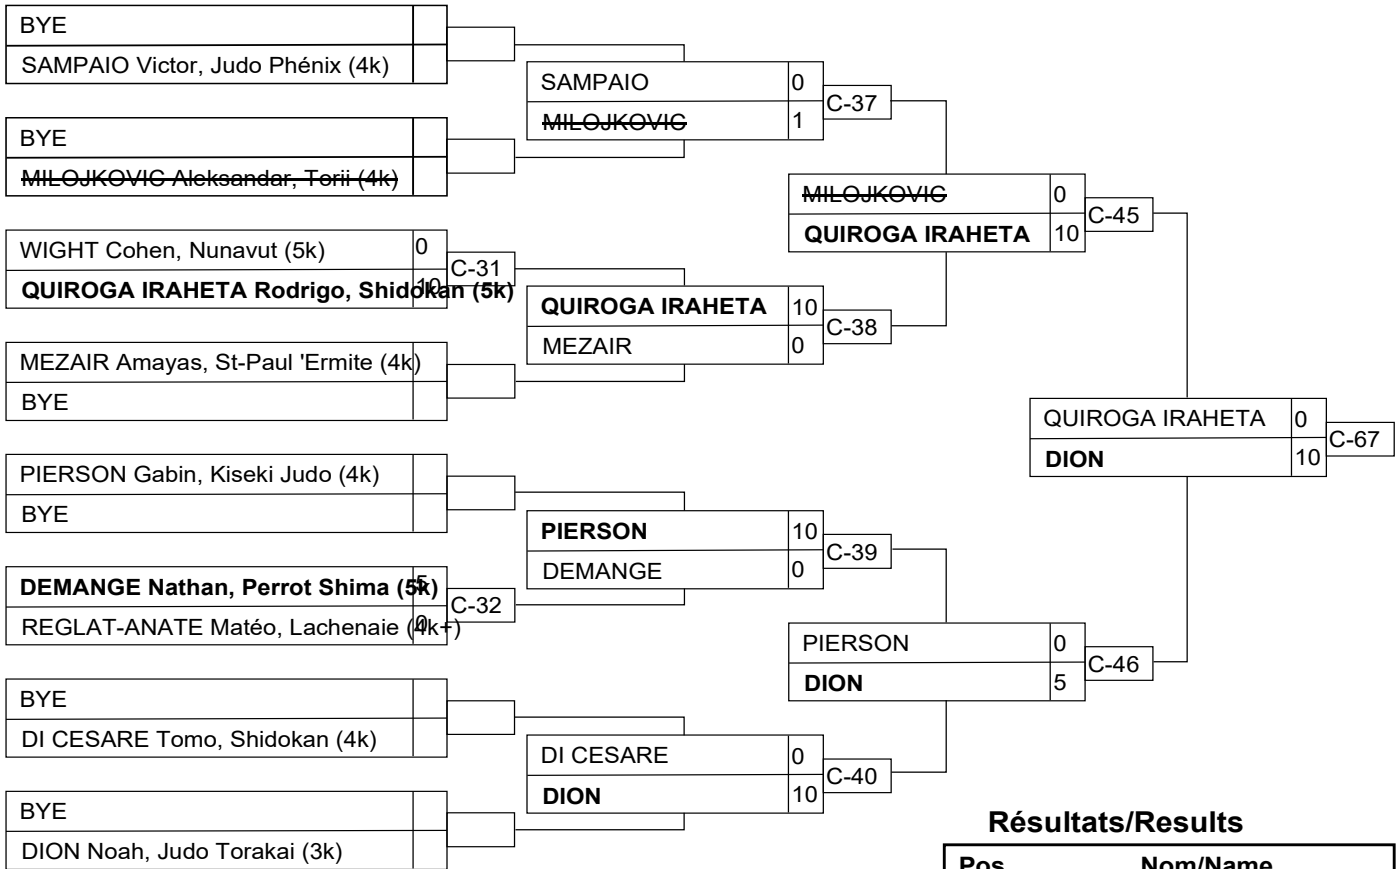 BYE
SAMPAIO Victor, Judo Phénix (4k)
BYE
MILOJKOVIC Aleksandar, Torii (4k)
WIGHT Cohen, Nunavut (5k) 0
QUIROGA IRAHETA Rodrigo, Shidokan (5k) 10
C-31
MEZAIR Amayas, St-Paul 'Ermite (4k)
BYE
PIERSON Gabin, Kiseki Judo (4k)
BYE
DEMANGE Nathan, Perrot Shima (5k) 5
REGLAT-ANATE Matéo, Lachenaie (4k+) 0
C-32
BYE
DI CESARE Tomo, Shidokan (4k)
BYE
DION Noah, Judo Torakai (3k)
SAMPAIO 0
MILOJKOVIC 1
C-37
QUIROGA IRAHETA 10
MEZAIR 0
C-38
PIERSON 10
DEMANGE 0
C-39
DI CESARE 0
DION 10
C-40
MILOJKOVIC 0
QUIROGA IRAHETA 10
C-45
PIERSON 0
DION 5
C-46
QUIROGA IRAHETA 0
DION 10
C-67
Résultats/Results
Pos Nom/Name